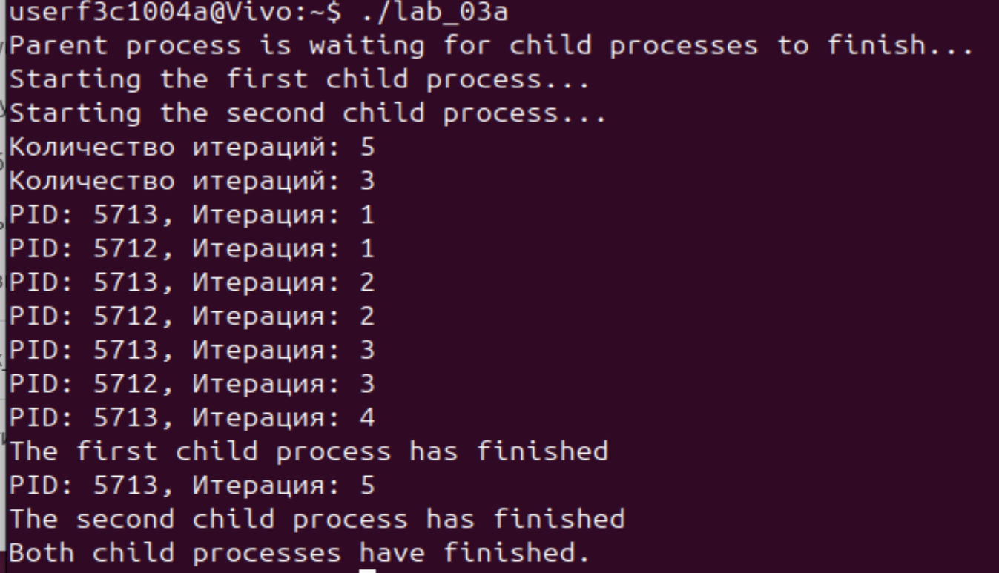 userf3c1004a@Vivo:~$ ./lab_03a
Parent process is waiting for child processes to finish...
Starting the first child process...
Starting the second child process...
Количество итераций: 5
Количество итераций: 3
PID: 5713, Итерация: 1
PID: 5712, Итерация: 1
PID: 5713, Итерация: 2
PID: 5712, Итерация: 2
PID: 5713, Итерация: 3
PID: 5712, Итерация: 3
PID: 5713, Итерация: 4
The first child process has finished
PID: 5713, Итерация: 5
The second child process has finished
Both child processes have finished.